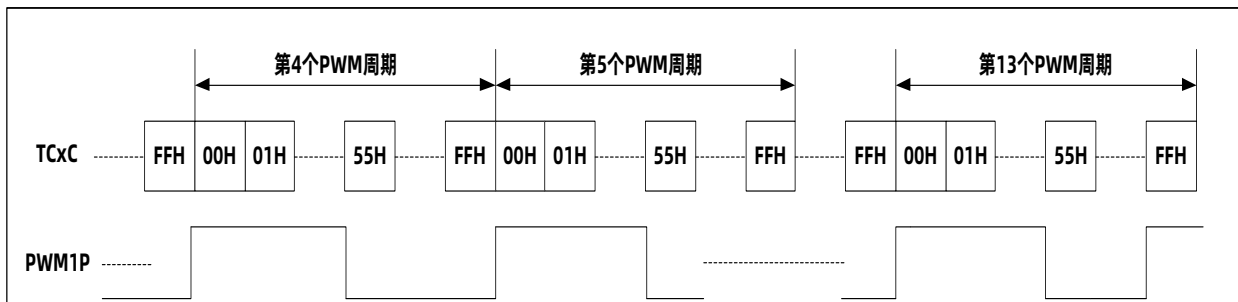 第4个PWM周期 第5个PWM周期 第13个PWM周期
TCxC FFH 00H 01H 55H FFH 00H 01H 55H FFH FFH 00H 01H 55H FFH
PWM1P